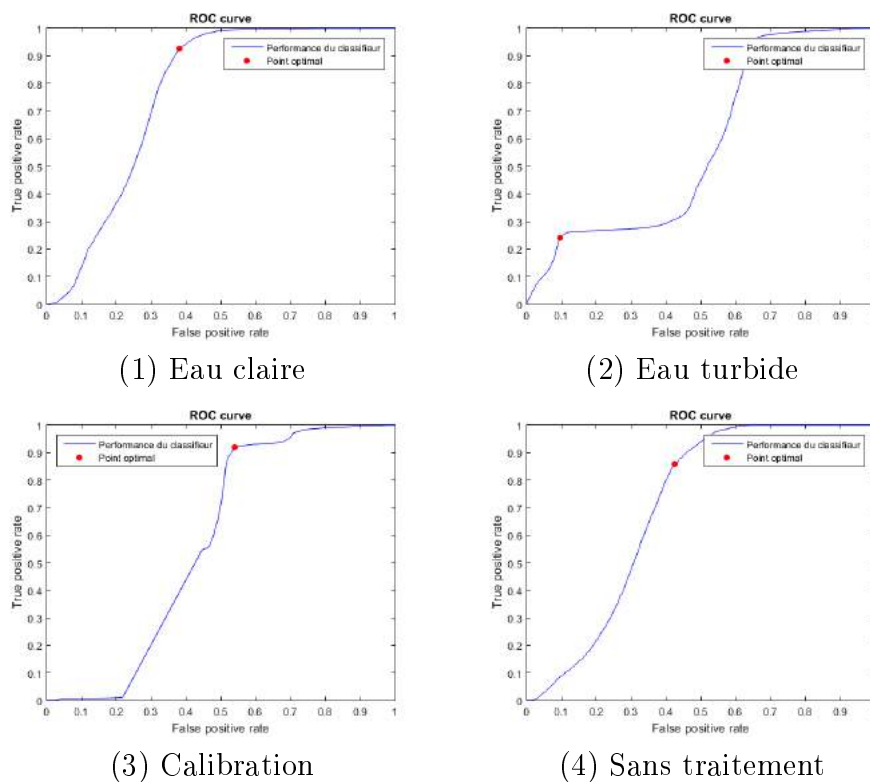 ROC curve
1
0.9
0.8
0.7
0.6
0.5
0.4
0.3
0.2
0.1
0
True positive rate
Performance du classifieur
Point optimal
0 0.1 0.2 0.3 0.4 0.5 0.6 0.7 0.8 0.9 1
False positive rate
(1) Eau claire
ROC curve
1
0.9
0.8
0.7
0.6
0.5
0.4
0.3
0.2
0.1
0
True positive rate
Performance du classifieur
Point optimal
0 0.1 0.2 0.3 0.4 0.5 0.6 0.7 0.8 0.9
False positive rate
(2) Eau turbide
ROC curve
1
0.9
0.8
0.7
0.6
0.5
0.4
0.3
0.2
0.1
0
True positive rate
Performance du classifieur
Point optimal
0 0.1 0.2 0.3 0.4 0.5 0.6 0.7 0.8 0.9 1
False positive rate
(3) Calibration
ROC curve
1
0.9
0.8
0.7
0.6
0.5
0.4
0.3
0.2
0.1
0
True positive rate
Performance du classifieur
Point optimal
0 0.1 0.2 0.3 0.4 0.5 0.6 0.7 0.8 0.9
False positive rate
(4) Sans traitement